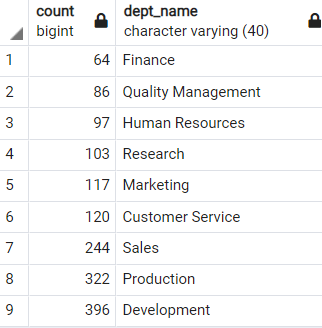 count dept_name
bigint character varying (40)
1 64 Finance
2 86 Quality Management
3 97 Human Resources
4 103 Research
5 117 Marketing
6 120 Customer Service
7 244 Sales
8 322 Production
9 396 Development